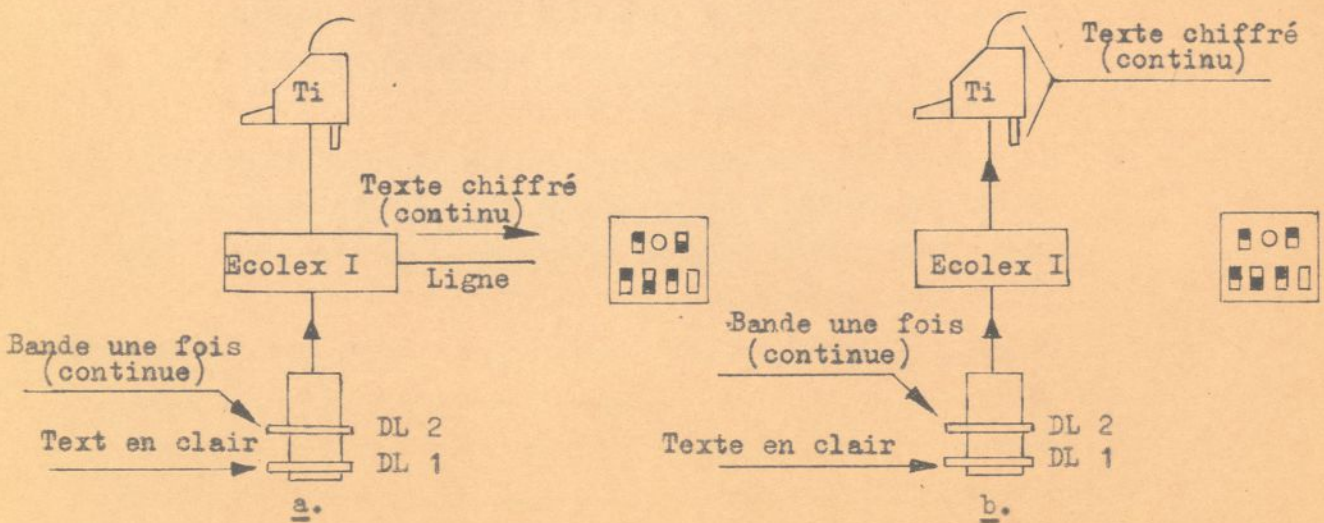 Ti
Texte chiffré
(continu)
Ecolex I
Ligne
Bande une fois
(continue)
Text en clair
DL 2
DL 1
a.
Texte chiffré
(continu)
Ti
Ecolex I
Bande une fois
(continue)
Texte en clair
DL 2
DL 1
b.